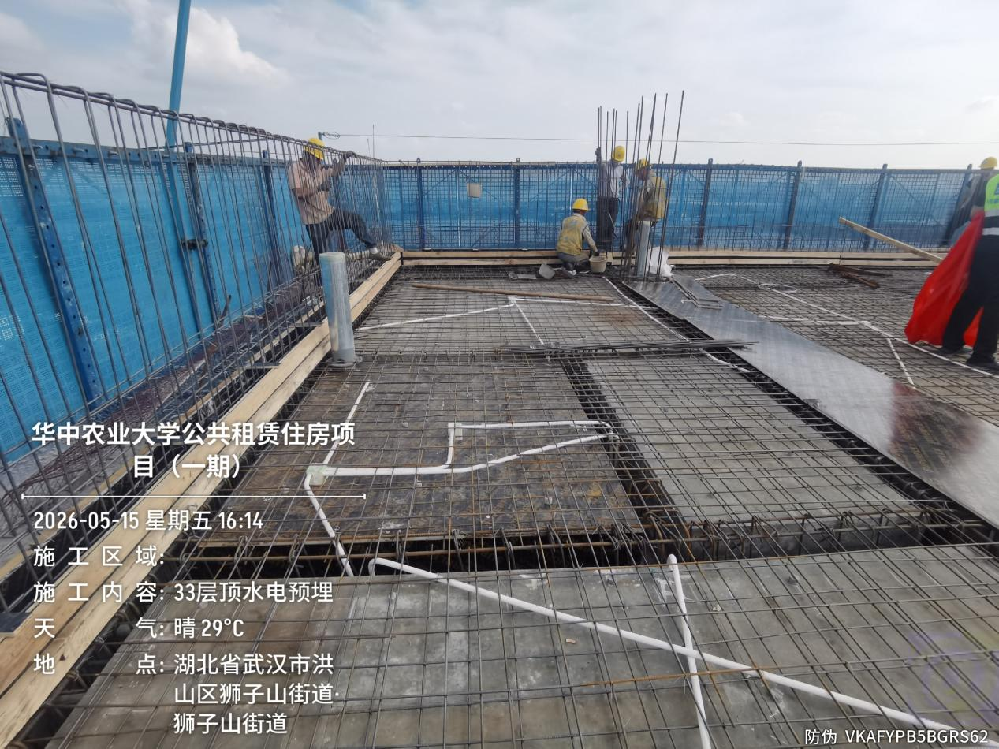 华中农业大学公共租赁住房项
目（一期）
2026-05-15 星期五 16:14
施工区域:
施工内容: 33层顶水电预埋
天气: 晴 29°C
地点: 湖北省武汉市洪
山区狮子山街道·
狮子山街道
防伪 VKAFYPB5BGRS62